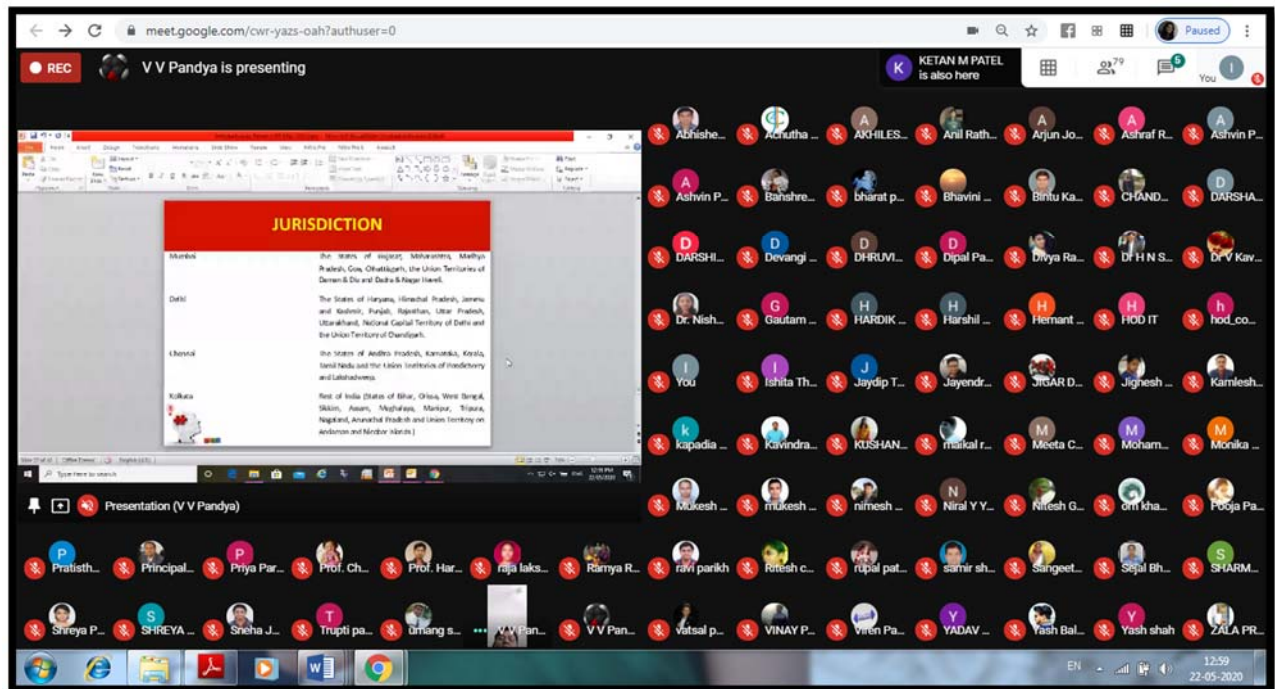 meet.google.com/cwr-yazs-oah?authuser=0
Paused
REC
V V Pandya is presenting
K
KETAN M PATEL
is also here
79
5
You
I
JURISDICTION
Mumbai
The States of Gujarat, Maharashtra, Madhya
Pradesh, Goa, Chhattisgarh, the Union Territories of
Daman & Diu and Dadra & Nagar Haveli.
Delhi
The States of Haryana, Himachal Pradesh, Jammu
and Kashmir, Punjab, Rajasthan, Uttar Pradesh,
Uttarakhand, National Capital Territory of Delhi and
the Union Territory of Chandigarh.
Chennai
The States of Andhra Pradesh, Karnataka, Kerala,
Tamil Nadu and the Union Territories of Pondicherry
and Lakshadweep.
Kolkata
Rest of India (States of Bihar, Orissa, West Bengal,
Sikkim, Assam, Meghalaya, Manipur, Tripura,
Nagaland, Arunachal Pradesh and Union Territory on
Andaman and Nicobar Islands)
Type here to search
Presentation (V V Pandya)
Abhishe... Achutha ... AKHILES... Anil Rath... Arjun Jo... Ashraf R... Ashvin P...
Ashvin P... Banshre... bharat p... Bhavini ... Bintu Ka... CHAND... DARSHA...
DARSHI... Devangi ... DHRUVI... Dipal Pa... Divya Ra... Dr H N S... Dr V Kav...
Dr. Nish... Gautam ... HARDIK ... Harshil ... Hemant ... HOD IT hod_co...
You Ishita Th... Jaydip T... Jayendr... JIGAR D... Jignesh ... Kamlesh...
kapadia ... Kavindra... KUSHAN... maikal r... Meeta C... Moham... Monika ...
Mukesh ... mukesh ... nimesh ... Niral Y Y... Nitesh G... om kha... Pooja Pa...
Pratisth... Principal... Priya Par... Prof. Ch... Prof. Har... raja laks... Ramya R... ravi parikh Ritesh c... rupal pat... samir sh... Sangeet... Sejal Bh... SHARM...
Shreya P... SHREYA ... Sneha J... Trupti pa... umang s... V V Pan... V V Pan... vatsal p... VINAY P... Viren Pa... YADAV ... Yash Bal... Yash shah ZALA PR...
EN
12:59
22-05-2020